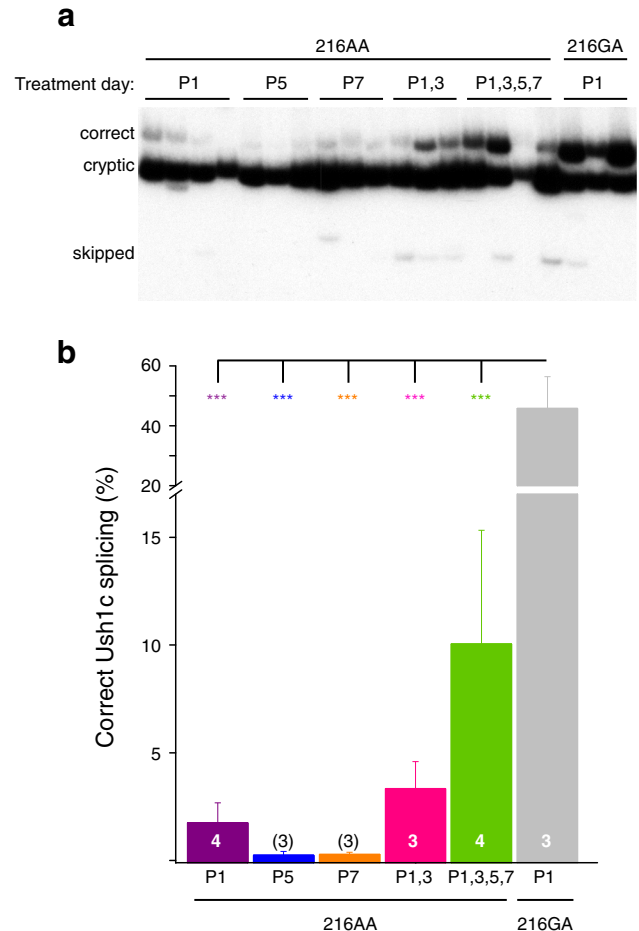 a
216AA 216GA
Treatment day: P1 P5 P7 P1,3 P1,3,5,7 P1
correct
cryptic
skipped
b
Correct Ush1c splicing (%)
60
40
20
15
10
5
*** *** *** *** ***
4 (3) (3) 3 4 3
P1 P5 P7 P1,3 P1,3,5,7 P1
216AA 216GA